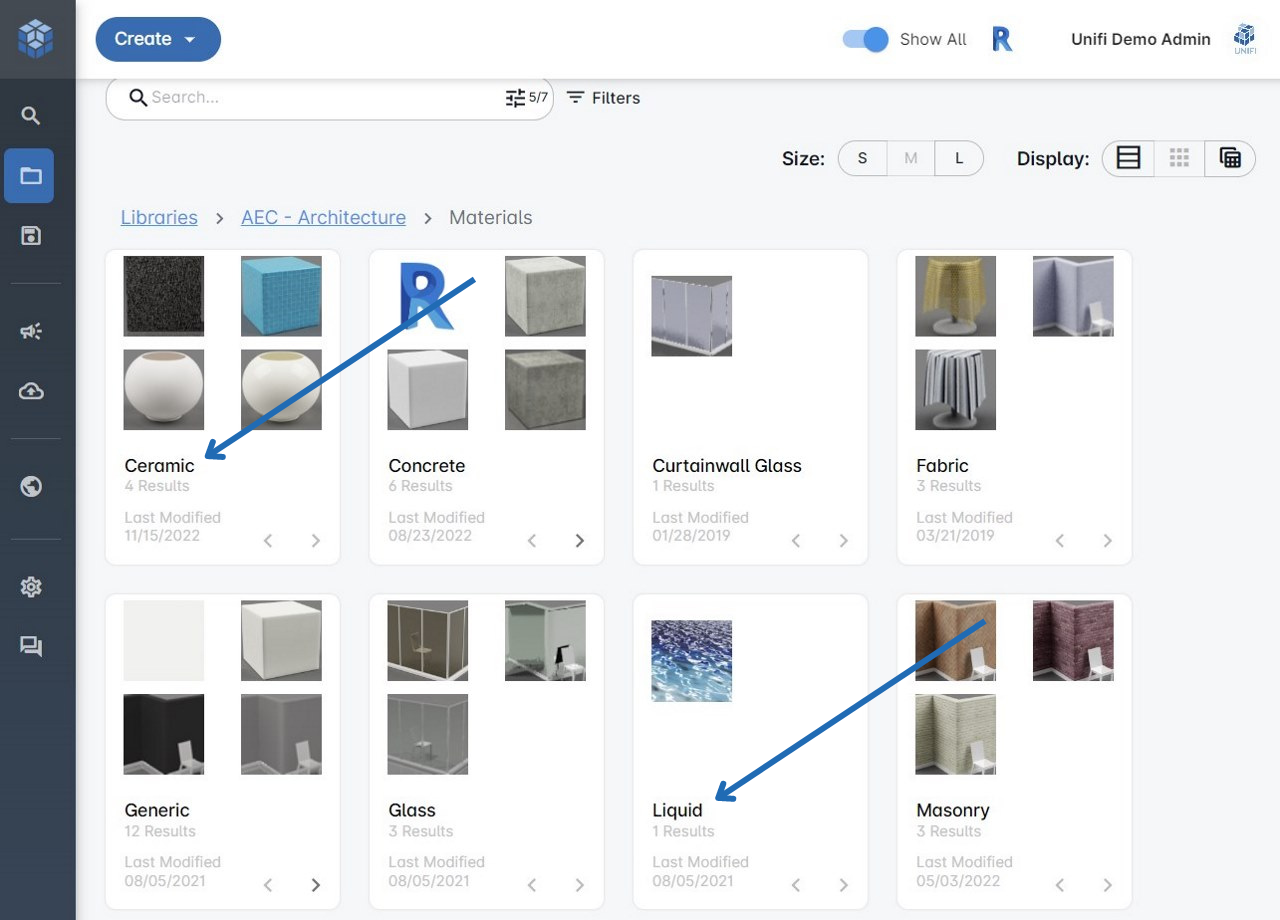 Create
Show All
Unifi Demo Admin
UNIFI
Search...
5/7
Filters
Size:
S
M
L
Display:
Libraries > AEC - Architecture > Materials
Ceramic
4 Results
Last Modified
11/15/2022
Concrete
6 Results
Last Modified
08/23/2022
Curtainwall Glass
1 Results
Last Modified
01/28/2019
Fabric
3 Results
Last Modified
03/21/2019
Generic
12 Results
Last Modified
08/05/2021
Glass
3 Results
Last Modified
08/05/2021
Liquid
1 Results
Last Modified
08/05/2021
Masonry
3 Results
Last Modified
05/03/2022